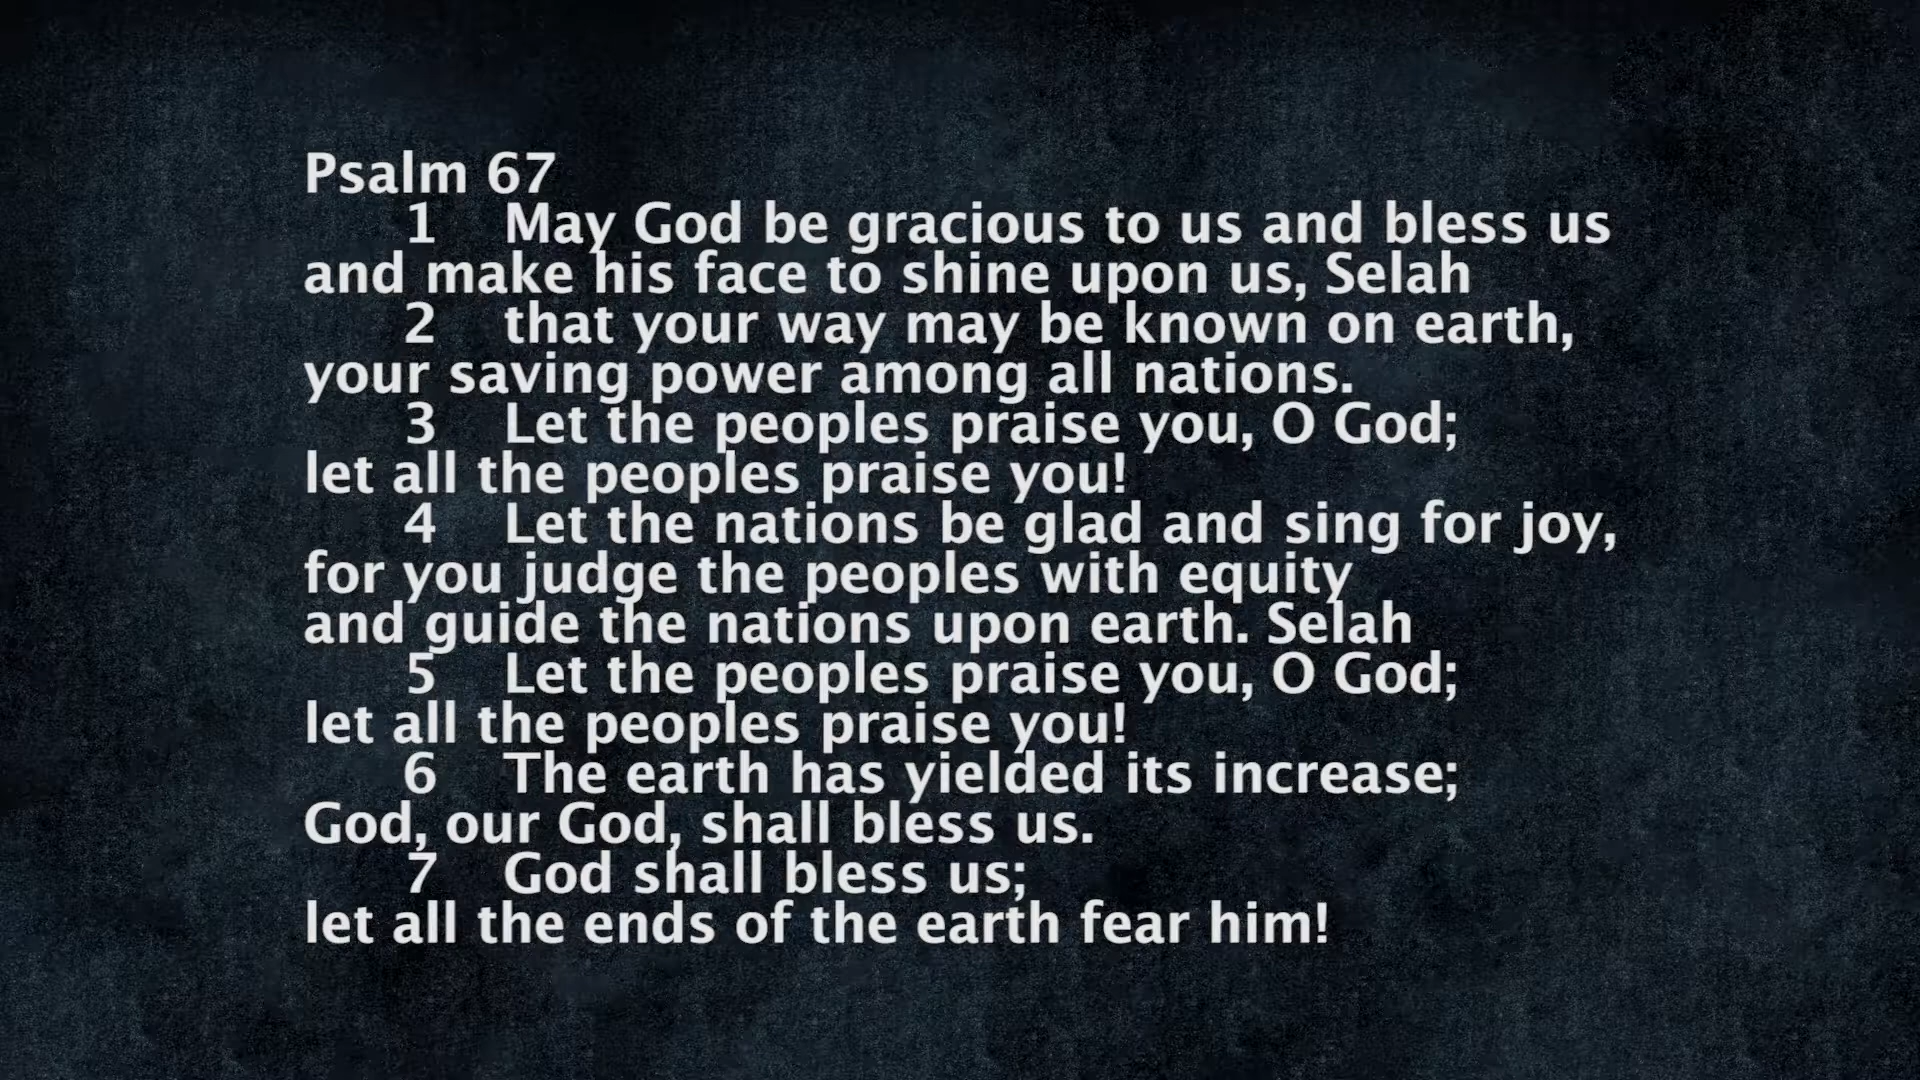 Psalm 67
1 May God be gracious to us and bless us
and make his face to shine upon us, Selah
2 that your way may be known on earth,
your saving power among all nations.
3 Let the peoples praise you, O God;
let all the peoples praise you!
4 Let the nations be glad and sing for joy,
for you judge the peoples with equity
and guide the nations upon earth. Selah
5 Let the peoples praise you, O God;
let all the peoples praise you!
6 The earth has yielded its increase;
God, our God, shall bless us.
7 God shall bless us;
let all the ends of the earth fear him!